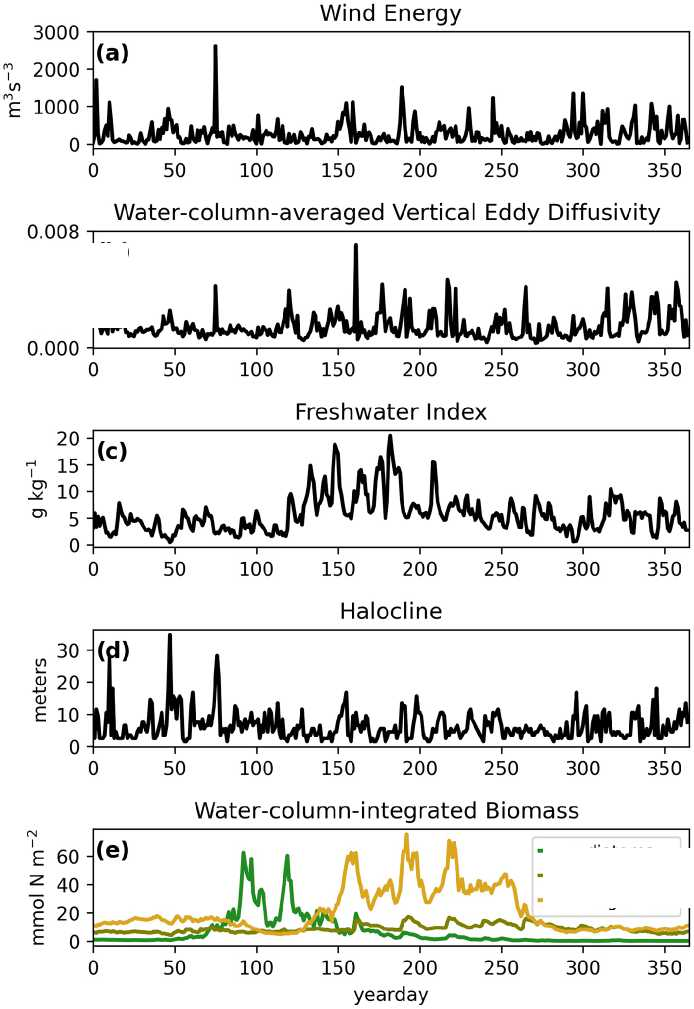 Wind Energy
3000
(a)
2000
m³s⁻³
1000
0
0 50 100 150 200 250 300 350
Water-column-averaged Vertical Eddy Diffusivity
0.008
0.000
0 50 100 150 200 250 300 350
Freshwater Index
20
(c)
15
g kg⁻¹
10
5
0
0 50 100 150 200 250 300 350
Halocline
(d)
30
20
meters
10
0
0 50 100 150 200 250 300 350
Water-column-integrated Biomass
(e)
60
mmol N m⁻²
40
20
0
0 50 100 150 200 250 300 350
yearday